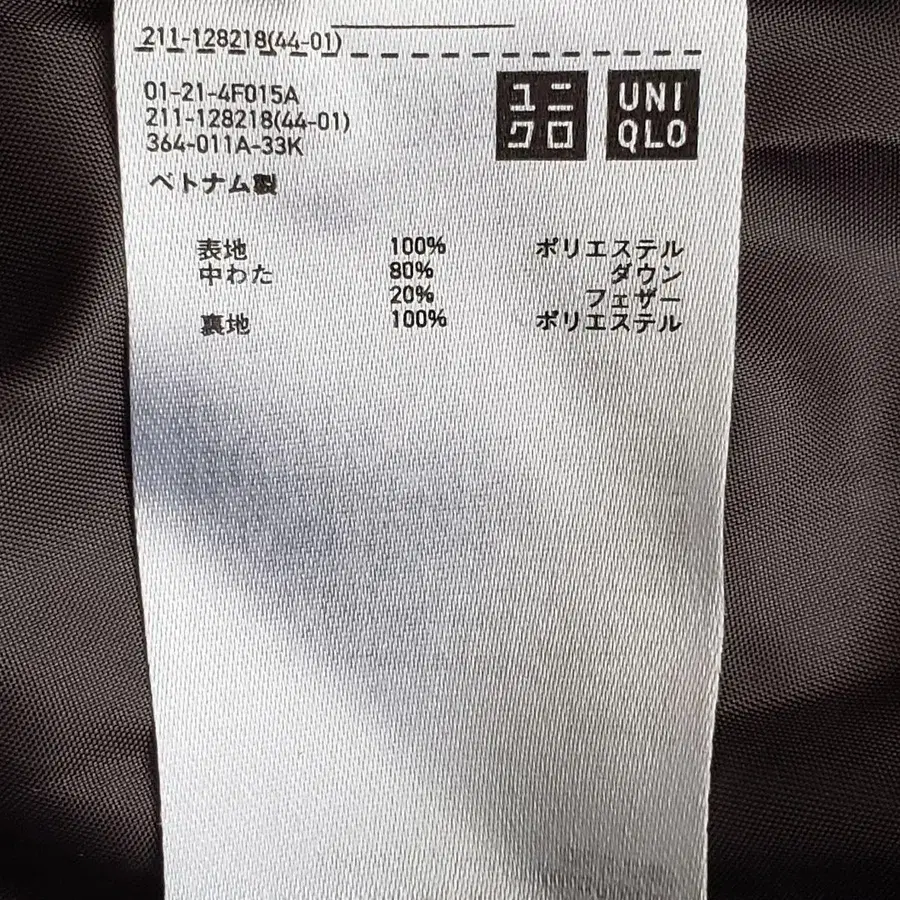 211-128218(44-01)
01-21-4F015A
211-128218(44-01)
364-011A-33K
ベトナム製
ユニ
クロ
UNI
QLO
表地 100% ポリエステル
中わた 80% ダウン
20% フェザー
裏地 100% ポリエステル